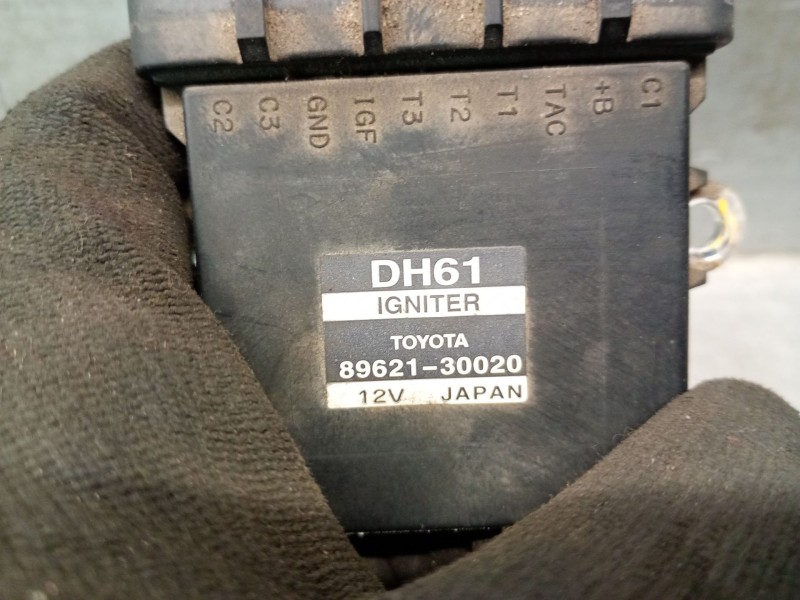 C2 C3 GND IGF T3 T2 T1 TAC +B C1
DH61
IGNITER
TOYOTA
89621-30020
12V JAPAN